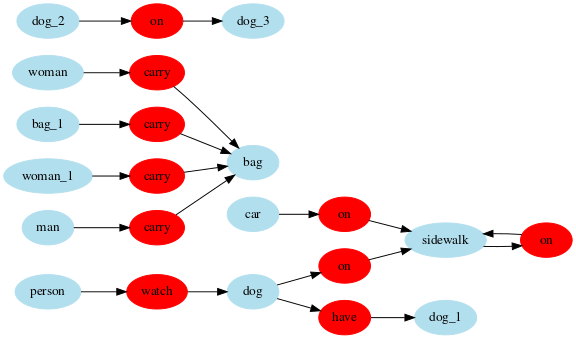 dog_2 on dog_3
woman carry
bag_1 carry
bag
woman_1 carry
man carry
car on
sidewalk on
on
person watch dog
have dog_1